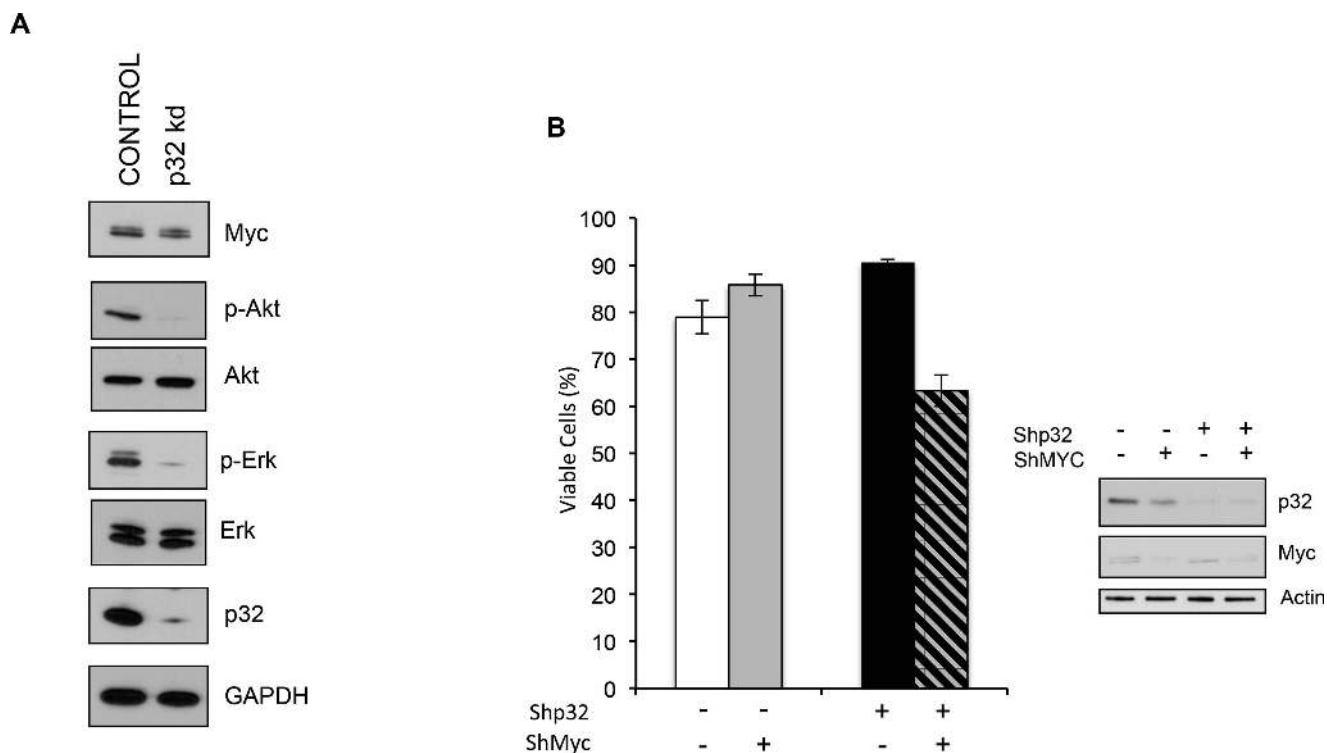 A
CONTROL
p32 kd
Myc
p-Akt
Akt
p-Erk
Erk
p32
GAPDH
B
Viable Cells (%)
100
90
80
70
60
50
40
30
20
10
0
Shp32 - - + +
ShMyc - + - +
Shp32 - - + +
ShMYC - + - +
p32
Myc
Actin